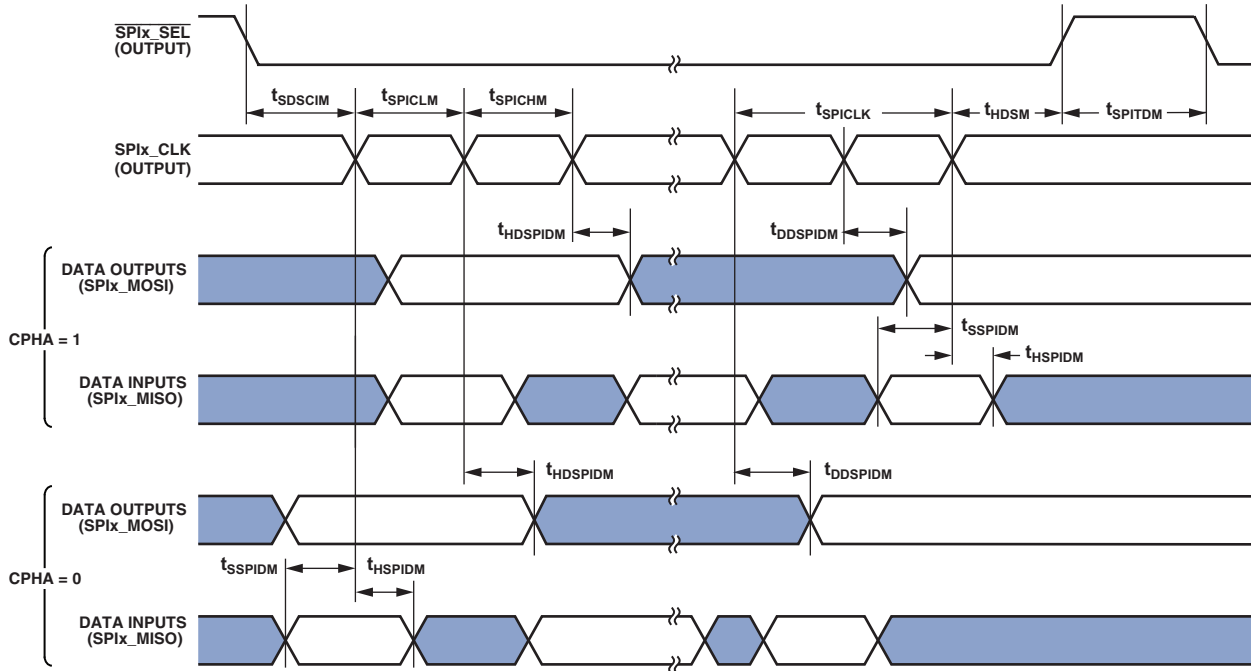 SPIx_SEL
(OUTPUT)
tSDSCIM
tSPICLM
tSPICHM
tSPICLK
tHDSM
tSPITDM
SPIx_CLK
(OUTPUT)
tHDSPIDM
tDDSPIDM
CPHA = 1
DATA OUTPUTS
(SPIx_MOSI)
tSSPIDM
tHSPIDM
DATA INPUTS
(SPIx_MISO)
tHDSPIDM
tDDSPIDM
CPHA = 0
DATA OUTPUTS
(SPIx_MOSI)
tSSPIDM
tHSPIDM
DATA INPUTS
(SPIx_MISO)